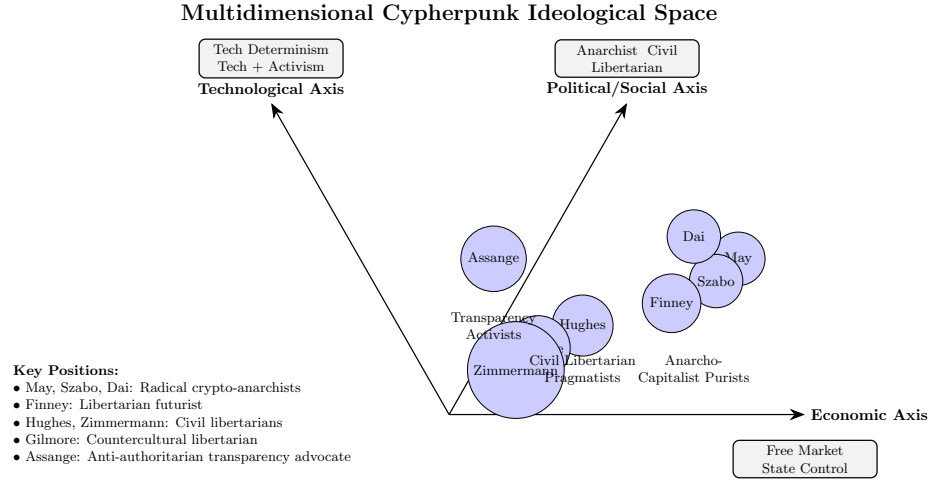 Multidimensional Cypherpunk Ideological Space
Tech Determinism
Tech + Activism
Technological Axis
Anarchist Civil
Libertarian
Political/Social Axis
Dai
May
Assange
Szabo
Finney
Transparency
Activists
Hughes
Zimmermann
Civil Libertarian
Pragmatists
Anarcho-
Capitalist Purists
Key Positions:
• May, Szabo, Dai: Radical crypto-anarchists
• Finney: Libertarian futurist
• Hughes, Zimmermann: Civil libertarians
• Gilmore: Countercultural libertarian
• Assange: Anti-authoritarian transparency advocate
Economic Axis
Free Market
State Control